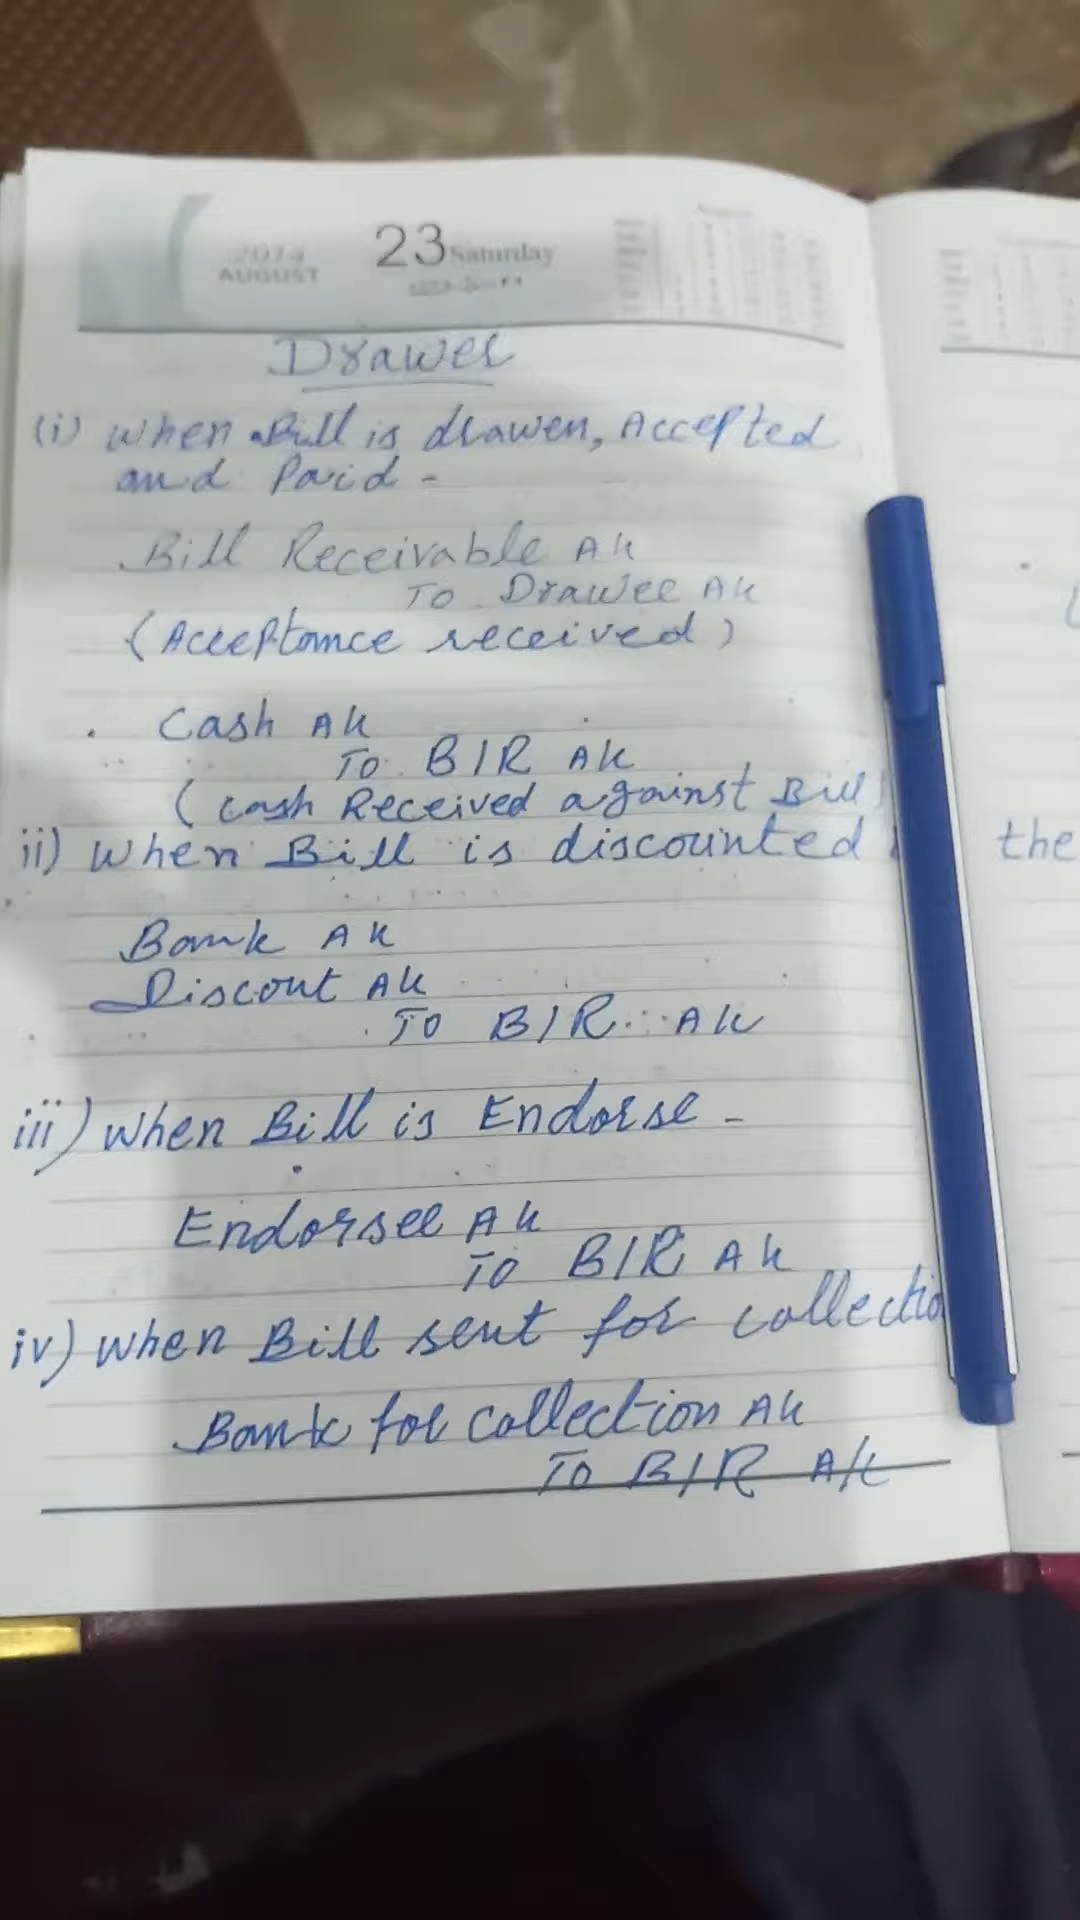 2014
AUGUST
23 Saturday
Drawer
(i) When Bill is drawen, Accepted
and Paid -
Bill Receivable A/c
To Drawee A/c
(Acceptance received)
Cash A/c
To B/R A/c
(Cash Received against Bill)
ii) When Bill is discounted
the
Bank A/c
Discout A/c
To B/R A/c
iii) When Bill is Endorse -
Endorsee A/c
To B/R A/c
iv) When Bill sent for collectio
Bank for collection A/c
To B/R A/c